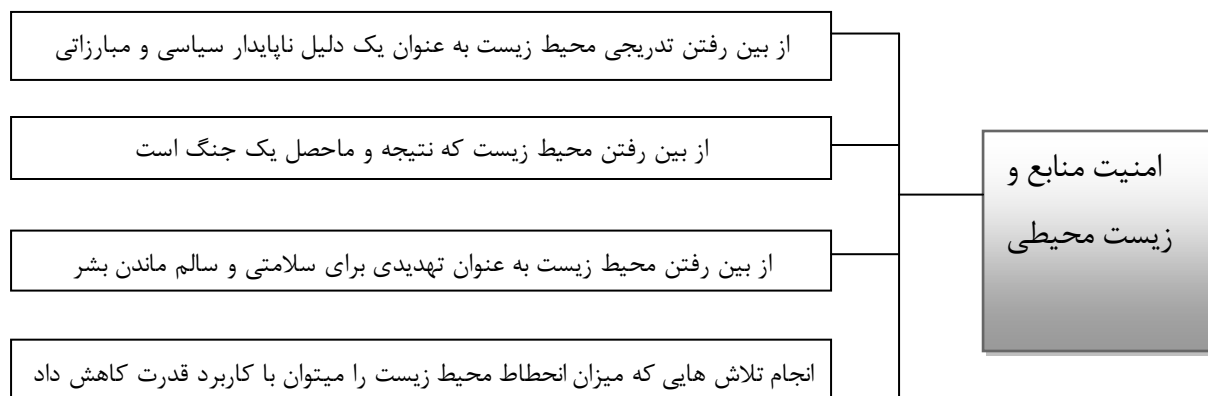 امنیت منابع و
زیست محیطی
از بین رفتن تدریجی محیط زیست به عنوان یک دلیل ناپایدار سیاسی و مبارزاتی
از بین رفتن محیط زیست که نتیجه و ماحصل یک جنگ است
از بین رفتن محیط زیست به عنوان تهدیدی برای سلامتی و سالم ماندن بشر
انجام تلاش هایی که میزان انحطاط محیط زیست را میتوان با کاربرد قدرت کاهش داد